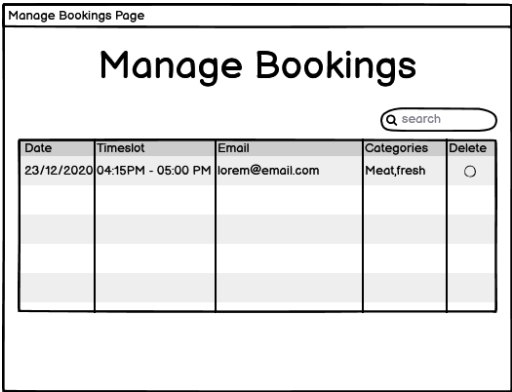 Manage Bookings Page
Manage Bookings
search
Date Timeslot Email Categories Delete
23/12/2020 04:15PM - 05:00 PM lorem@email.com Meat,fresh